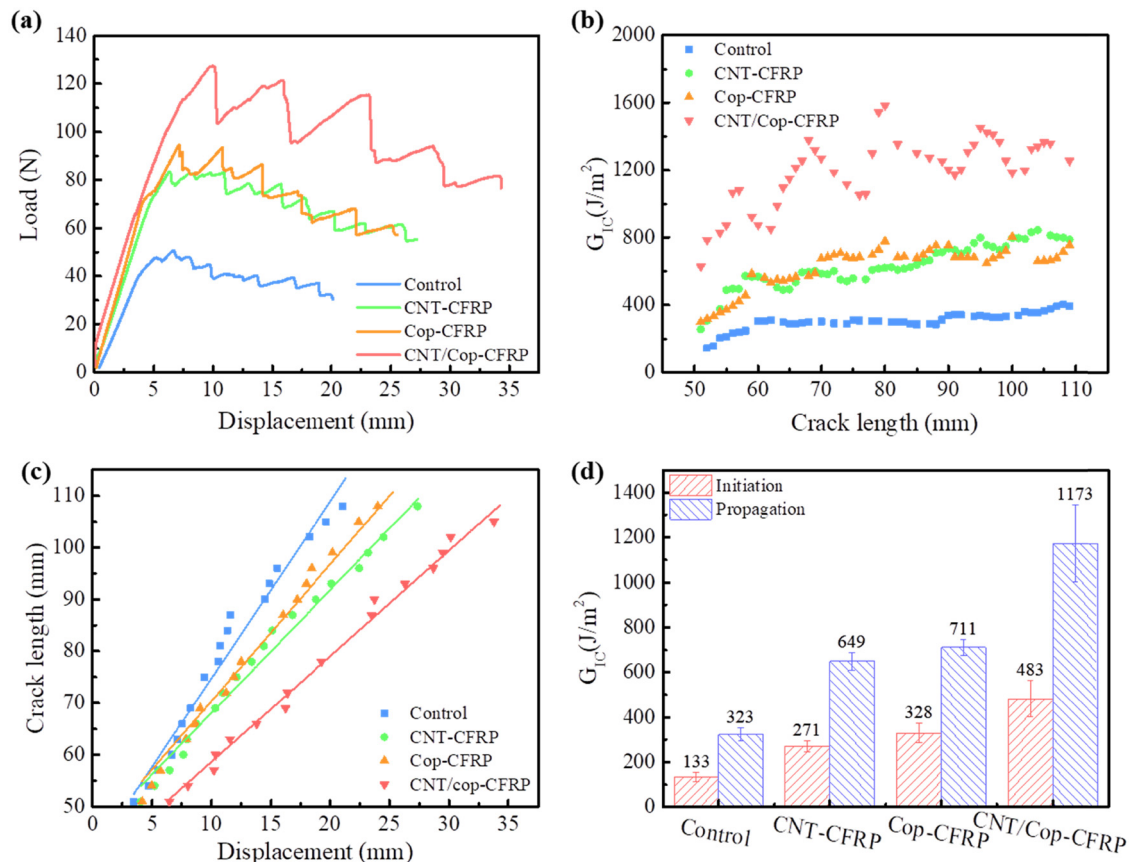 (a)
140
120
100
80
60
40
20
0
Load (N)
0 5 10 15 20 25 30 35
Displacement (mm)
Control
CNT-CFRP
Cop-CFRP
CNT/Cop-CFRP
(b)
2000
1600
1200
800
400
0
G_IC(J/m²)
50 60 70 80 90 100 110
Crack length (mm)
Control
CNT-CFRP
Cop-CFRP
CNT/Cop-CFRP
(c)
110
100
90
80
70
60
50
Crack length (mm)
0 5 10 15 20 25 30 35
Displacement (mm)
Control
CNT-CFRP
Cop-CFRP
CNT/cop-CFRP
(d)
1400
1200
1000
800
600
400
200
0
G_IC(J/m²)
Initiation
Propagation
133
323
271
649
328
711
483
1173
Control
CNT-CFRP
Cop-CFRP
CNT/Cop-CFRP